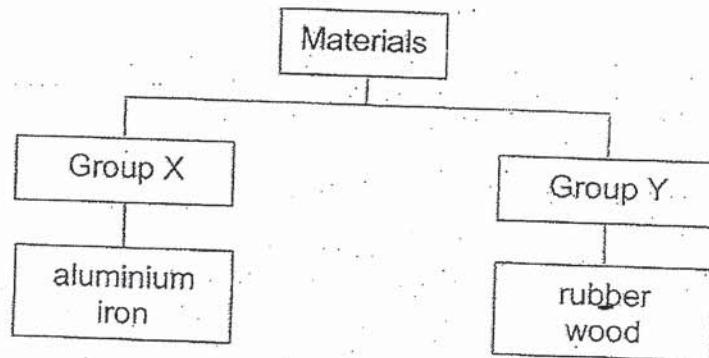 Materials
Group X
Group Y
aluminium
iron
rubber
wood